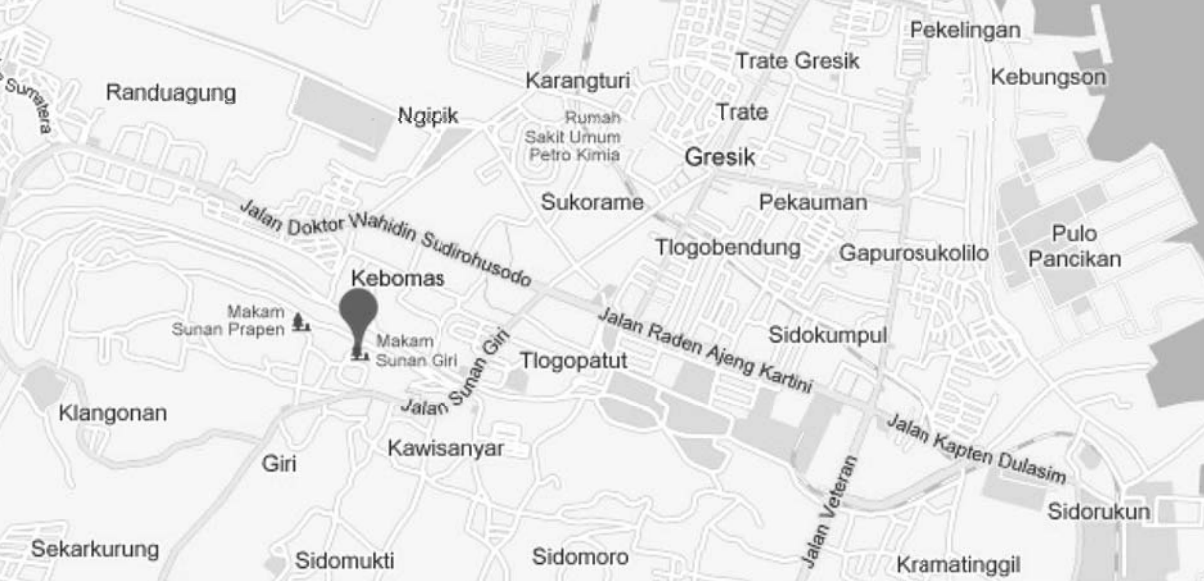 Pekelingan
Trate Gresik
Kebungson
Karangturi
Randuagung
Sumatera
Ngipik
Trate
Rumah
Sakit Umum
Petro Kimia
Gresik
Sukorame
Pekauman
Jalan Doktor Wahidin Sudirohusodo
Tlogobendung
Gapurosukolilo
Pulo
Pancikan
Kebomas
Makam
Sunan Prapen
Makam
Sunan Giri
Jalan Sunan Giri
Tlogopatut
Jalan Raden Ajeng Kartini
Sidokumpul
Klangonan
Kawisanyar
Giri
Jalan Kapten Dulasim
Jalan Veteran
Sidorukun
Sekarkurung
Sidomukti
Sidomoro
Kramatinggil